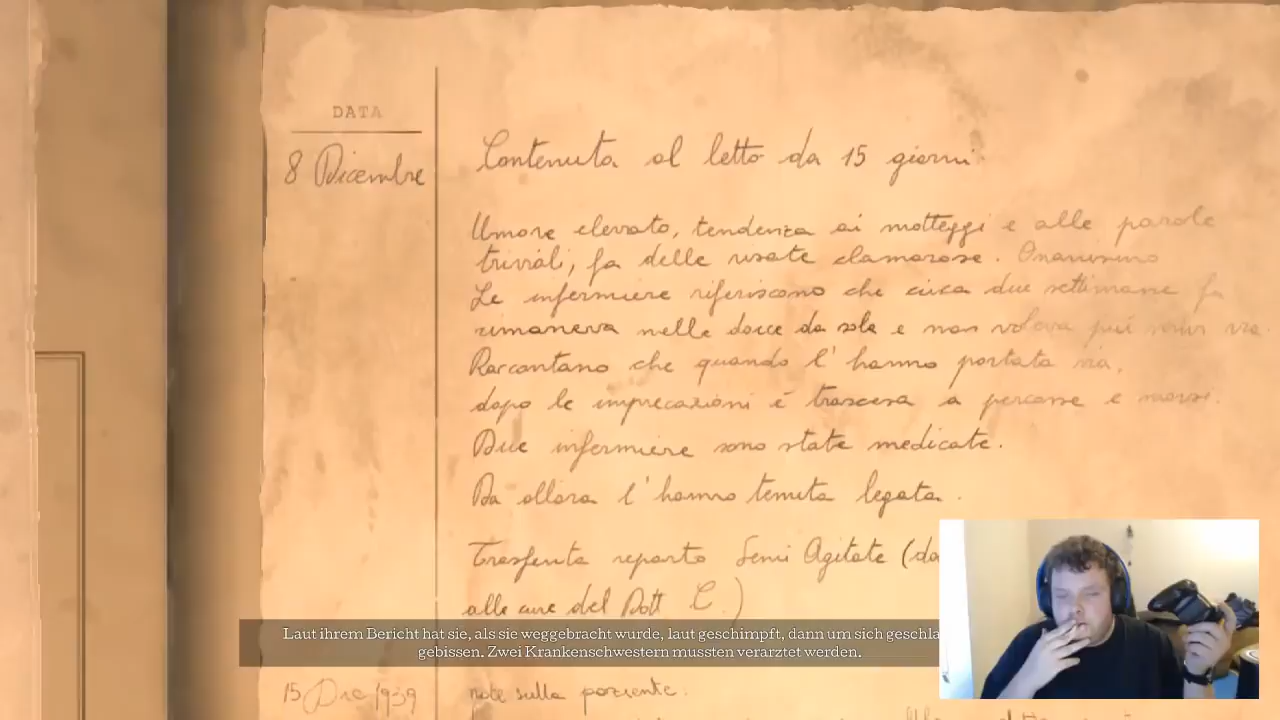 DATA
8 Dicembre
Contenuta al letto da 15 giorni
Umore elevato, tendenza ai motteggi e alle parole
triviali, fa delle risate clamorose. Onanismo
Le infermiere riferiscono che circa due settimane fa
rimaneva nelle docce da sola e non voleva più
Raccontano che quando l'hanno portata via,
dopo le imprecazioni è trascesa a percosse e morsi.
Due infermiere sono state medicate.
Da allora l'hanno tenuta legata.
Trasferita reparto Semi Agitate
alle cure del Dott C.)
Laut ihrem Bericht hat sie, als sie weggebracht wurde, laut geschimpft, dann um sich
gebissen. Zwei Krankenschwestern mussten verarztet werden.
15 Dic 1939
note sulla paziente.